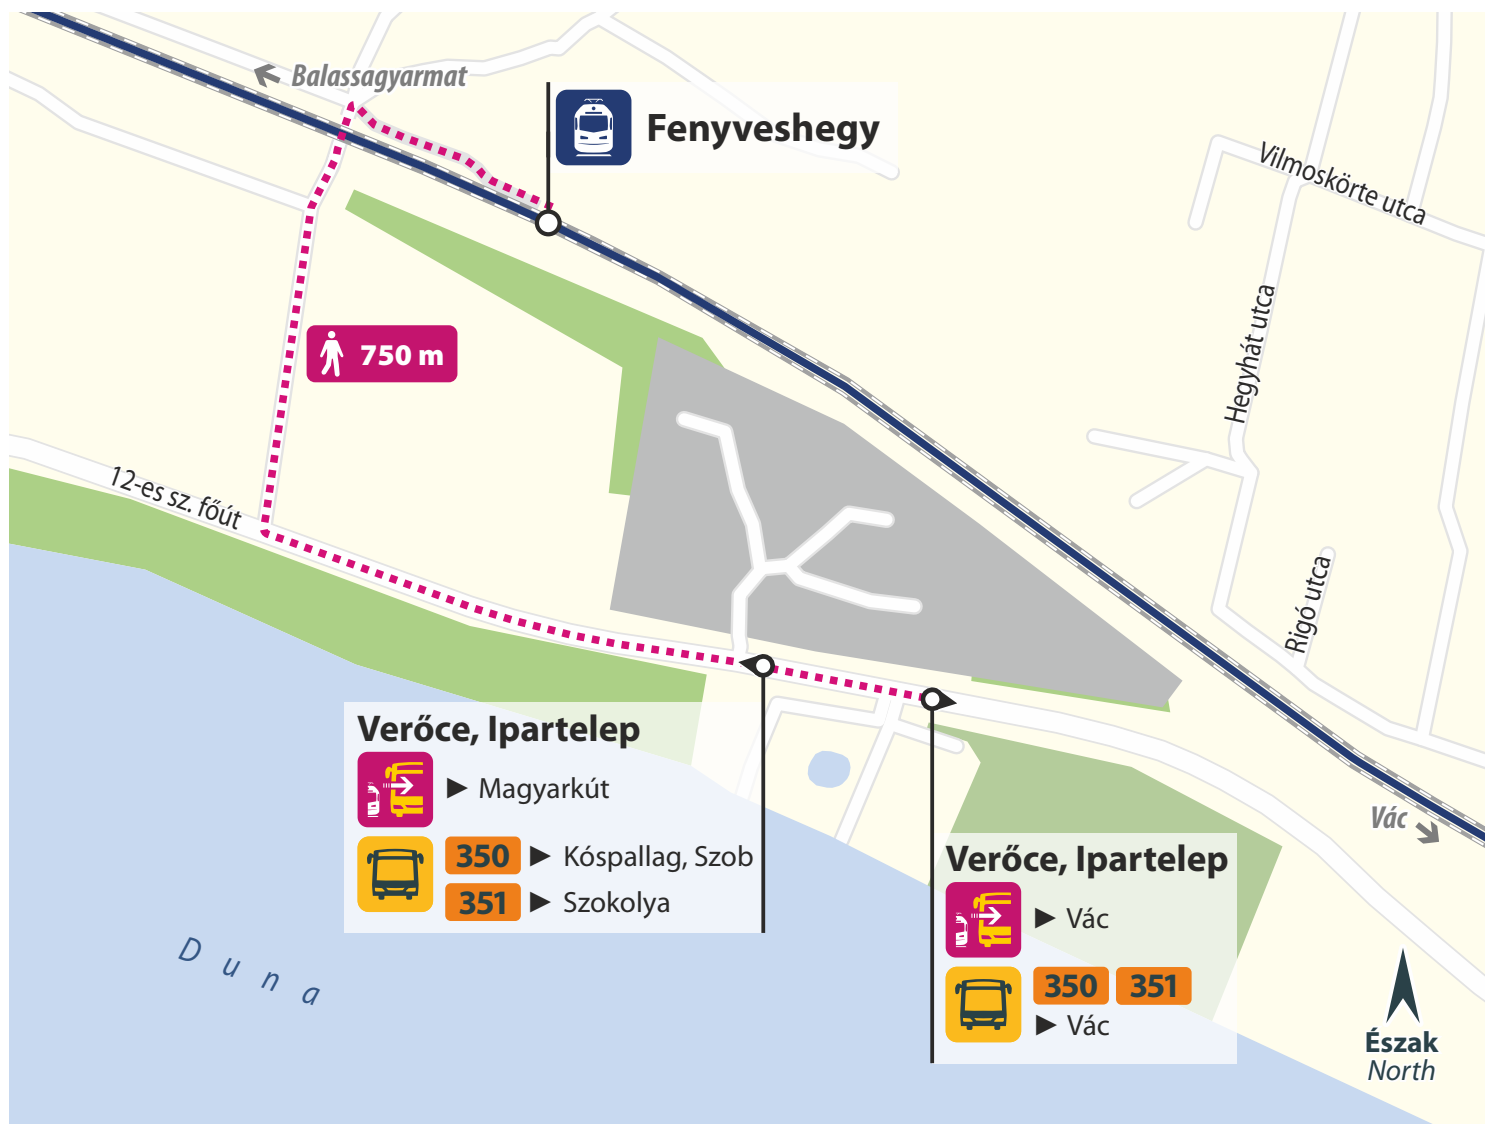 Balassagyarmat
Fenyveshegy
Vilmoskörte utca
Hegyhát utca
750 m
12-es sz. főút
Rigó utca
Verőce, Ipartelep
Magyarkút
350 Kóspallag, Szob
351 Szokolya
Vác
Verőce, Ipartelep
Vác
350 351
Vác
Duna
Észak
North